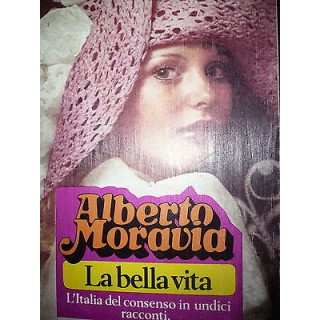 Alberto
Moravia
La bella vita
L'Italia del consenso in undici
racconti.